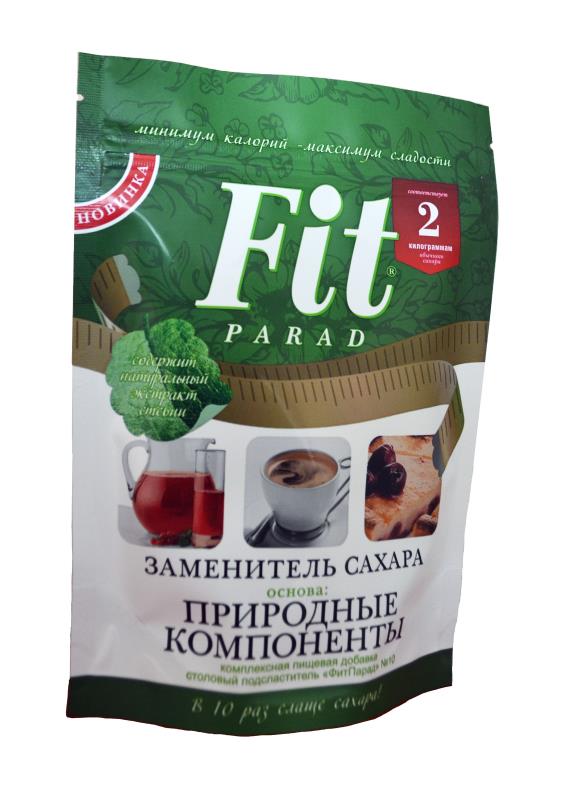 минимум калорий - максимум сладости
НОВИНКА
Fit®
PARAD
соответствует
2
килограммам
обычного
сахара
содержит
натуральный
экстракт
стевии
ЗАМЕНИТЕЛЬ САХАРА
основа:
ПРИРОДНЫЕ
КОМПОНЕНТЫ
комплексная пищевая добавка
столовый подсластитель «ФитПарад» №10
В 10 раз слаще сахара!